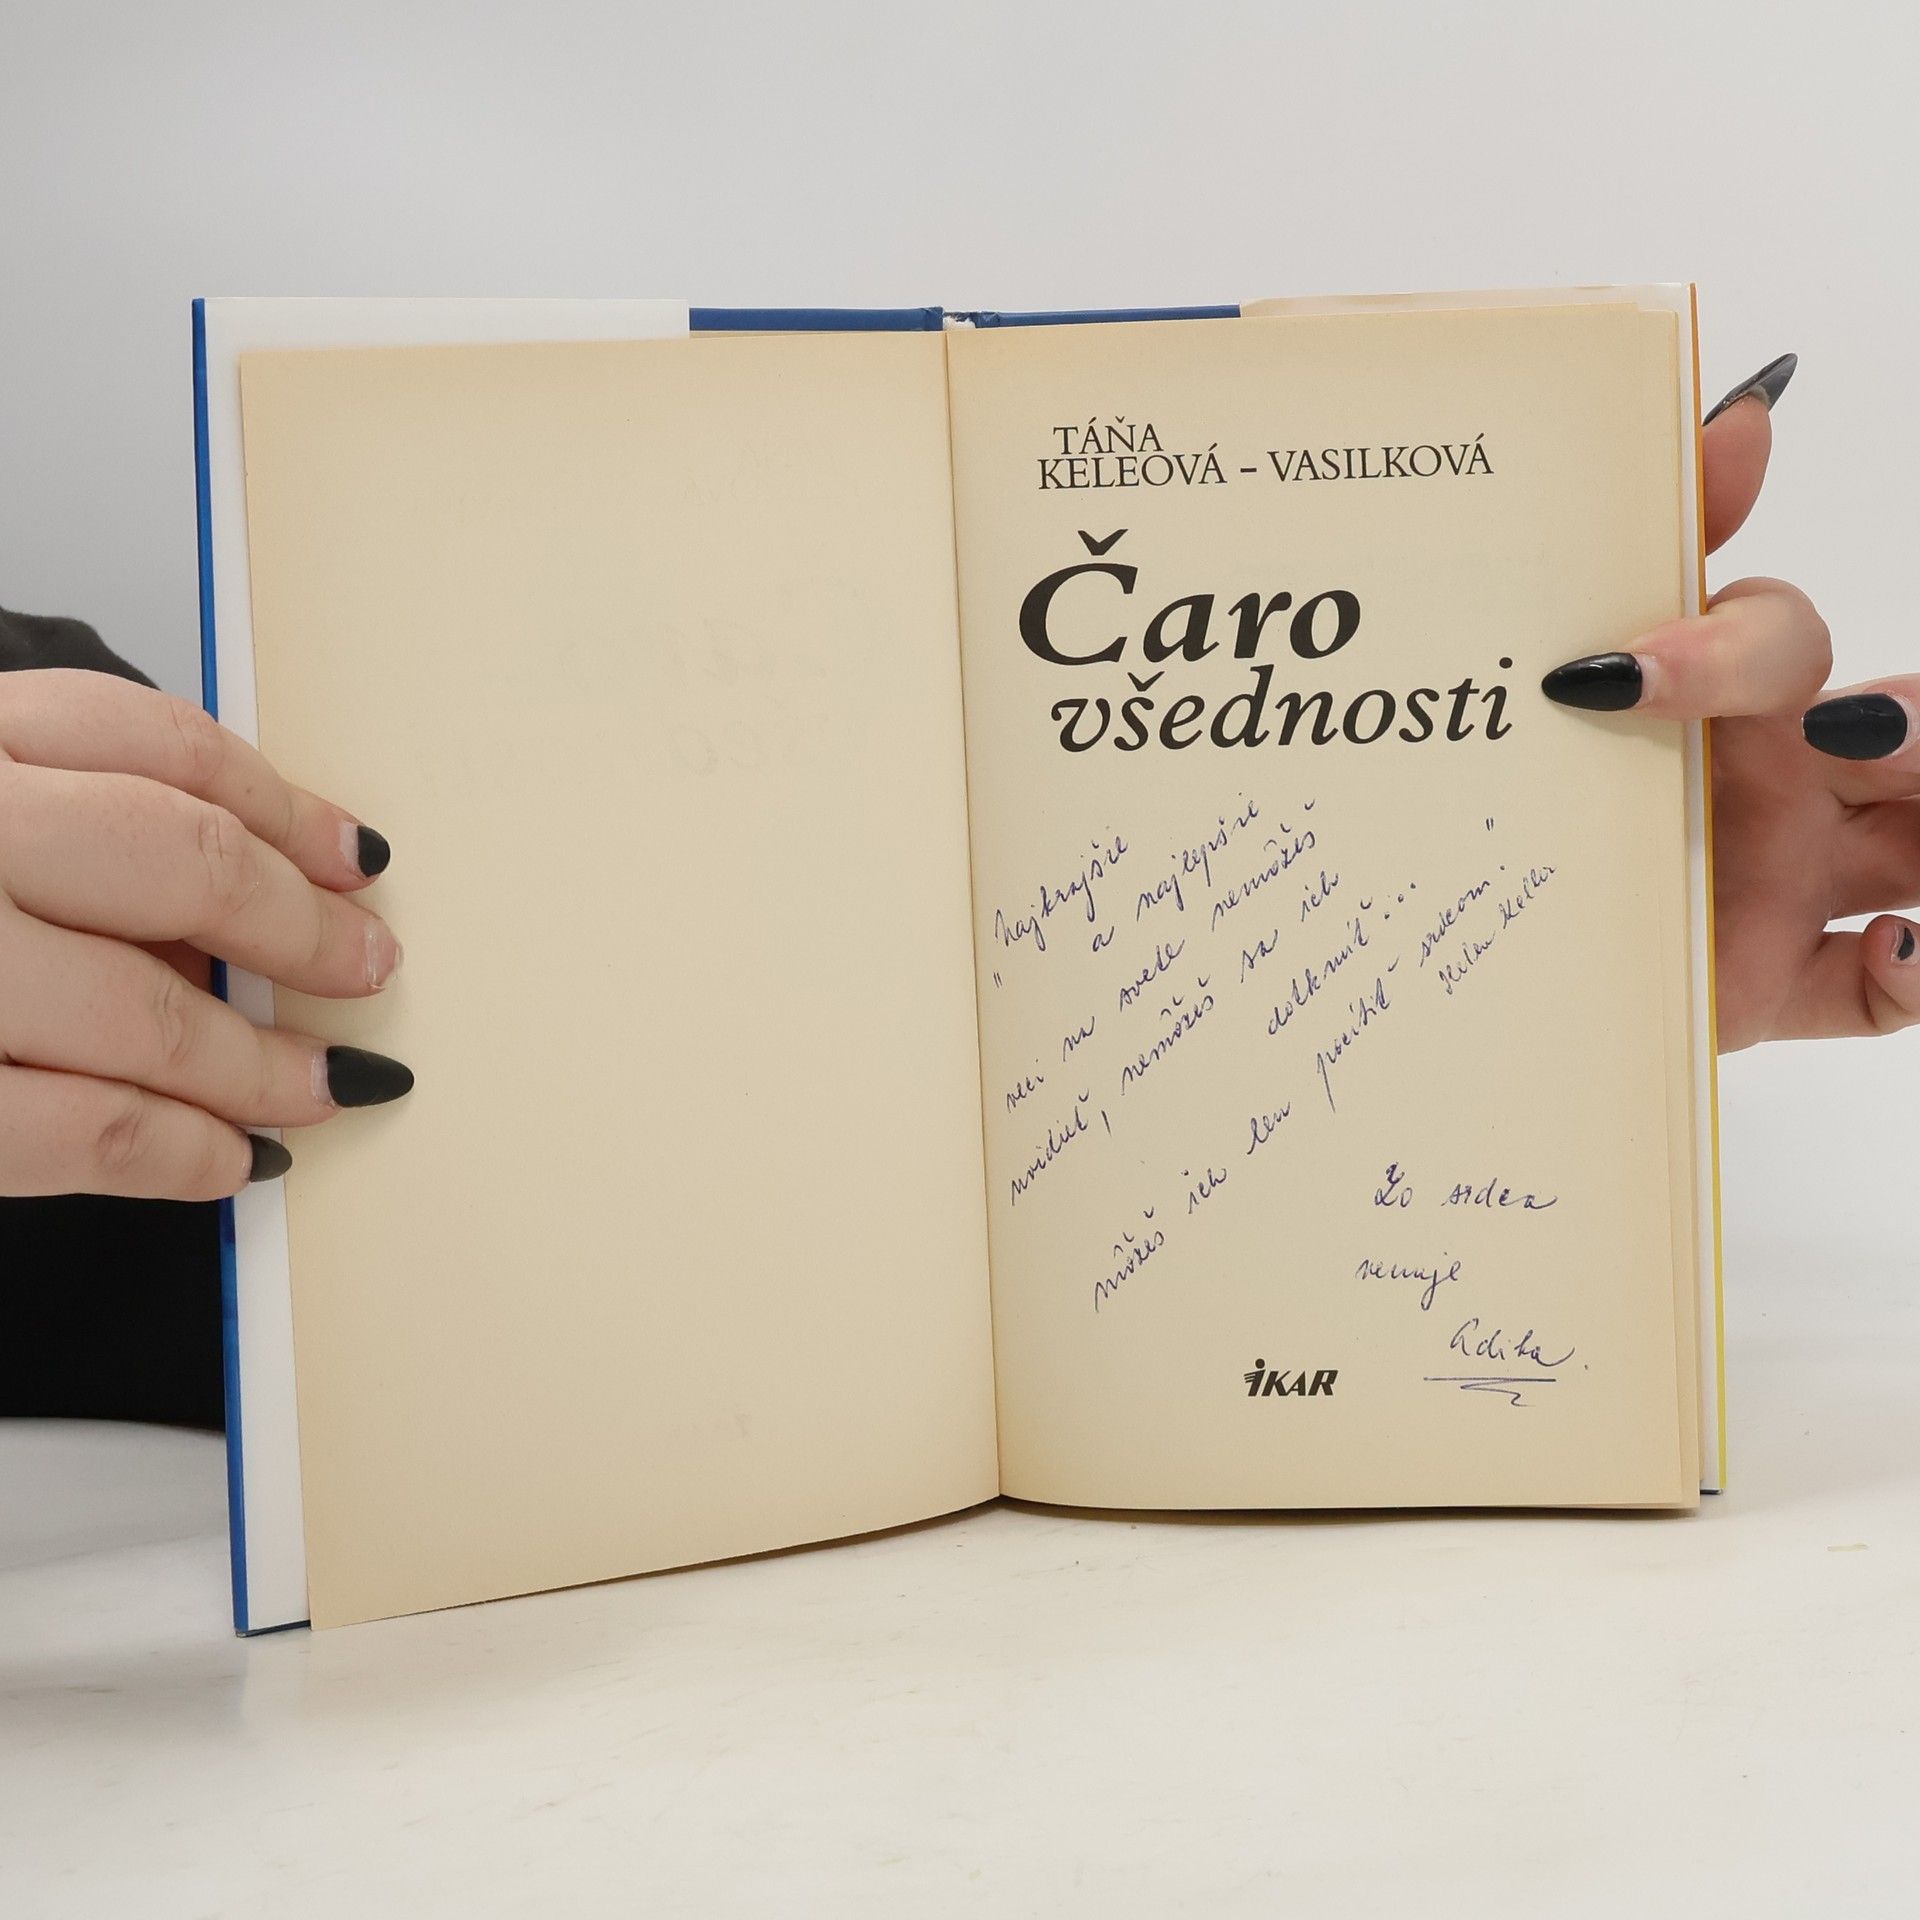 TÁŇA
KELEOVÁ - VASILKOVÁ
Čaro
všednosti
"Najkrajšie
a najlepšie
veci na svete nemôžeš
uvidieť, nemôžeš sa ich
dotknúť...
môžeš ich len pocítiť srdcom."
Helen Keller
Zo srdca
venuje
Adika.
IKAR